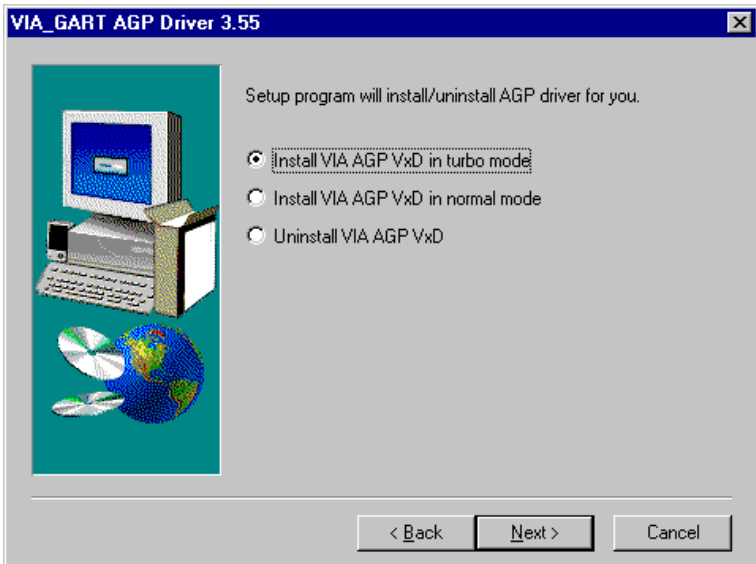 VIA_GART AGP Driver 3.55
Setup program will install/uninstall AGP driver for you.
Install VIA AGP VxD in turbo mode
Install VIA AGP VxD in normal mode
Uninstall VIA AGP VxD
< Back
Next >
Cancel